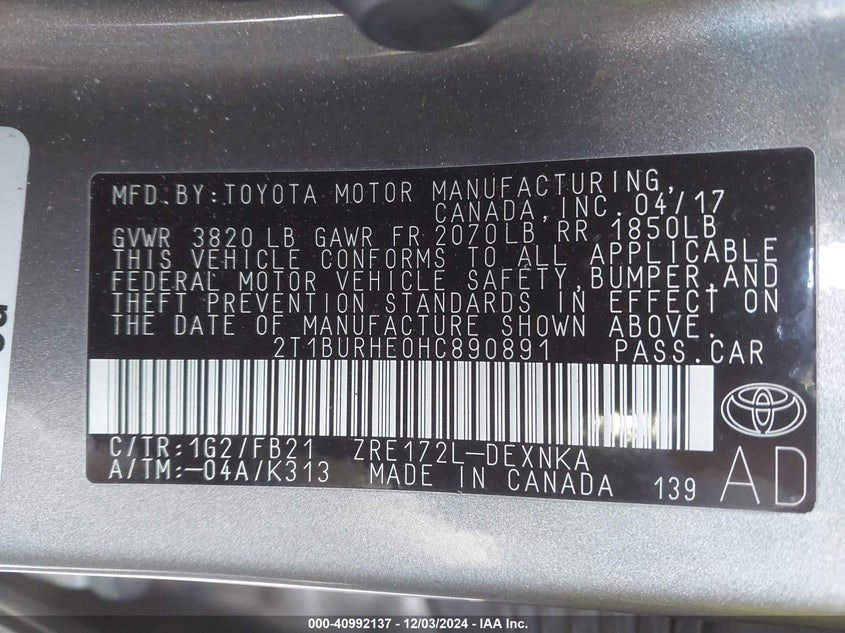 MFD.BY:TOYOTA MOTOR MANUFACTURING,
CANADA,INC. 04/17
GVWR 3820 LB GAWR FR 2070LB RR 1850LB
THIS VEHICLE CONFORMS TO ALL APPLICABLE
FEDERAL MOTOR VEHICLE SAFETY,BUMPER,AND
THEFT PREVENTION STANDARDS IN EFFECT ON
THE DATE OF MANUFACTURE SHOWN ABOVE.
2T1BURHE0HC890891 PASS.CAR
C/TR:1G2/FB21 ZRE172L-DEXNKA
A/TM:-04A/K313 MADE IN CANADA 139
AD
000-40992137 - 12/03/2024 - IAA Inc.